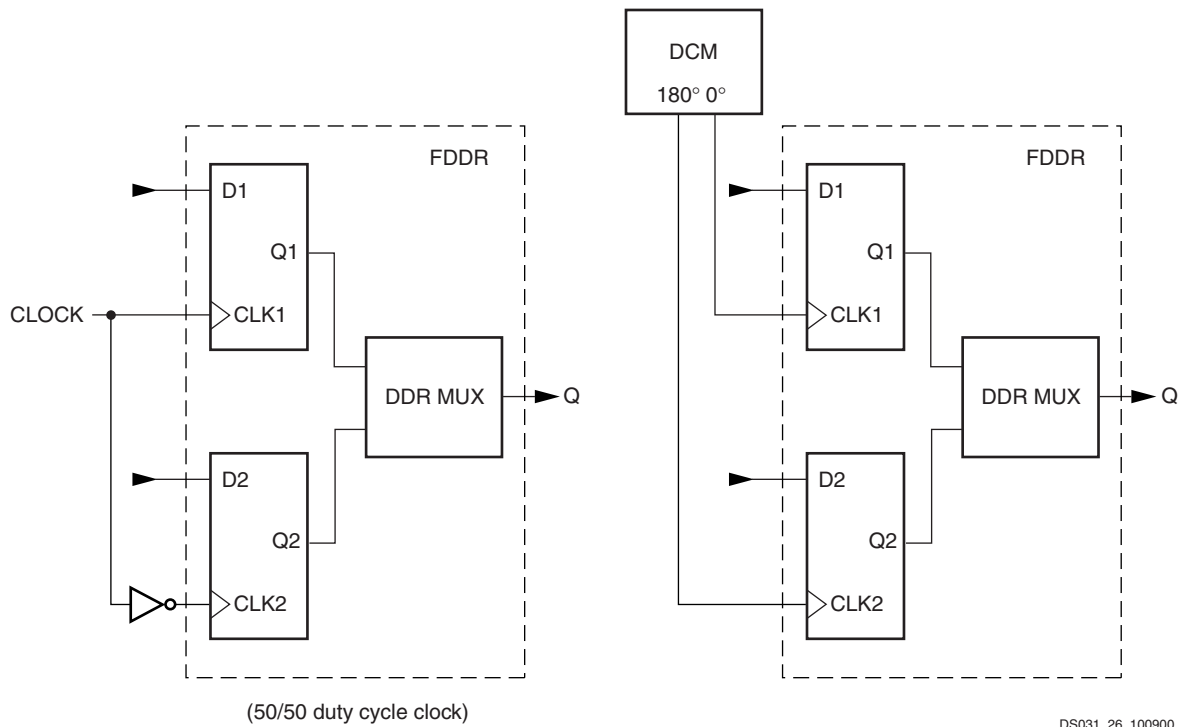 DCM
180° 0°
FDDR
D1
Q1
CLOCK
CLK1
DDR MUX
Q
D2
Q2
CLK2
(50/50 duty cycle clock)
FDDR
D1
Q1
CLK1
DDR MUX
Q
D2
Q2
CLK2
DS031_26_100900